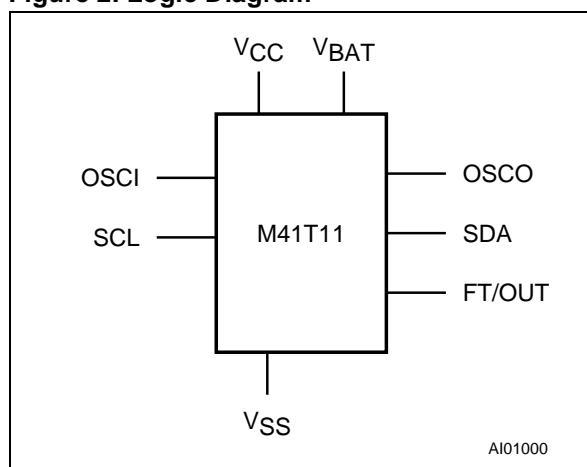 Figure 2. Logic Diagram
VCC VBAT
OSCI OSCO
SCL M41T11 SDA
FT/OUT
VSS
AI01000